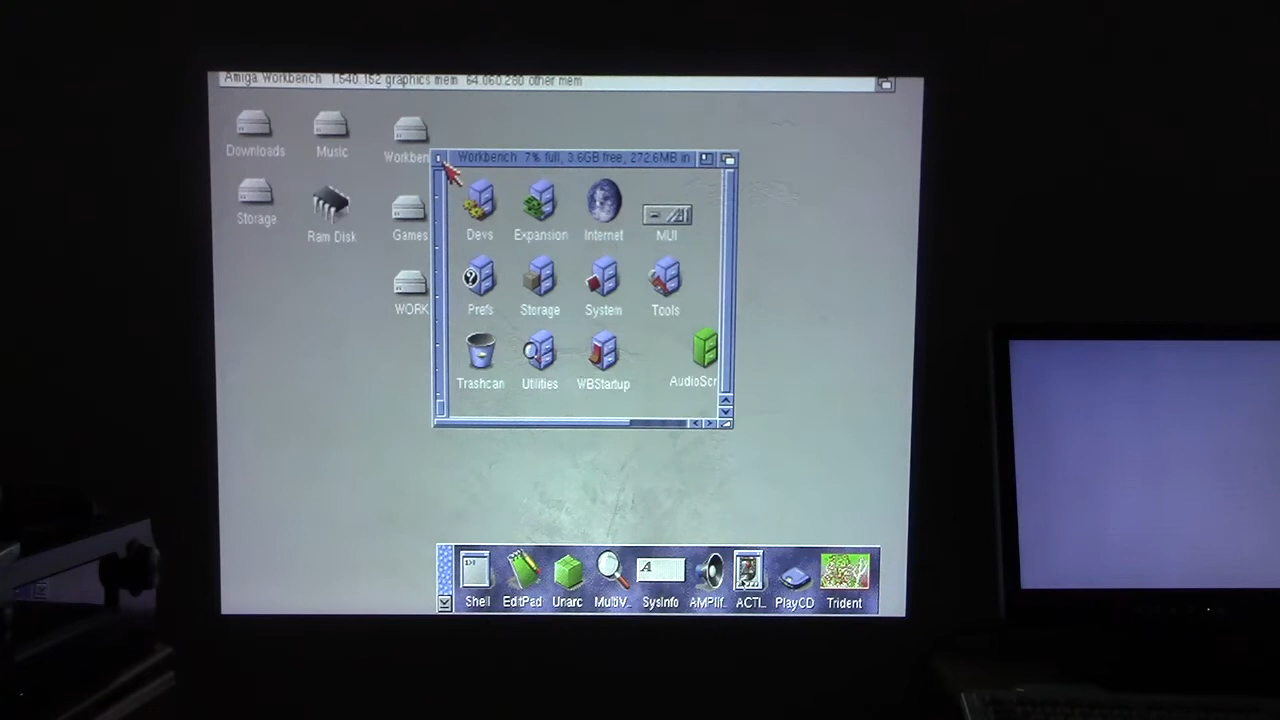 Amiga Workbench 1.540.152 graphics mem 64.060.280 other mem
Downloads
Music
Workben
Storage
Ram Disk
Games
WORK
Workbench 7% full, 3.6GB free, 272.6MB in
Devs
Expansion
Internet
MUI
Prefs
Storage
System
Tools
Trashcan
Utilities
WBStartup
AudioScr
Shell
EditPad
Unarc
MultiV..
SysInfo
AMPlif..
ACTI..
PlayCD
Trident